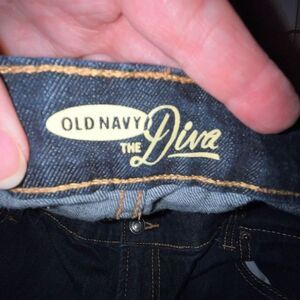 OLD NAVY
THE Diva